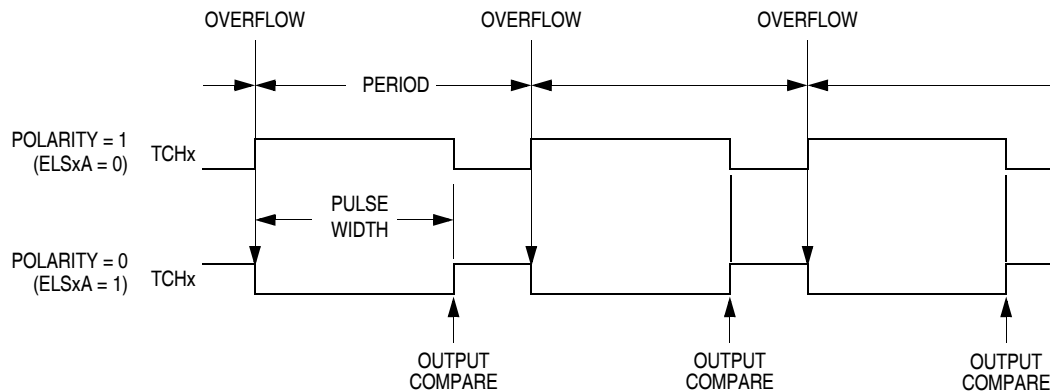 OVERFLOW
OVERFLOW
OVERFLOW
PERIOD
POLARITY = 1
(ELSxA = 0)
TCHx
PULSE
WIDTH
POLARITY = 0
(ELSxA = 1)
TCHx
OUTPUT
COMPARE
OUTPUT
COMPARE
OUTPUT
COMPARE